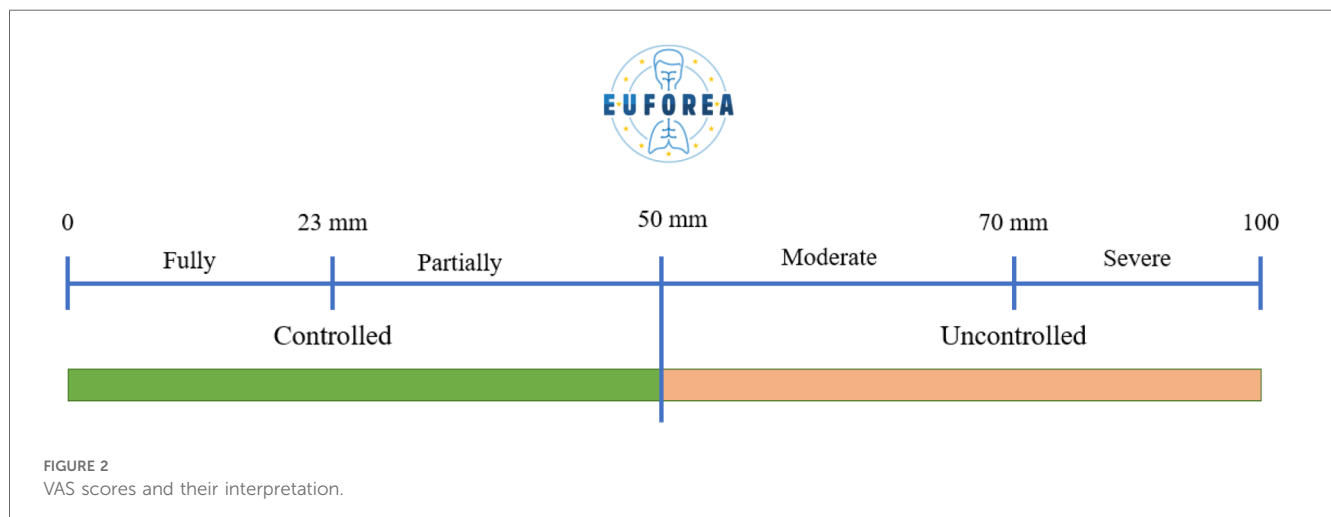 EUFOREA
0 23 mm 50 mm 70 mm 100
Fully Partially Moderate Severe
Controlled Uncontrolled
FIGURE 2
VAS scores and their interpretation.